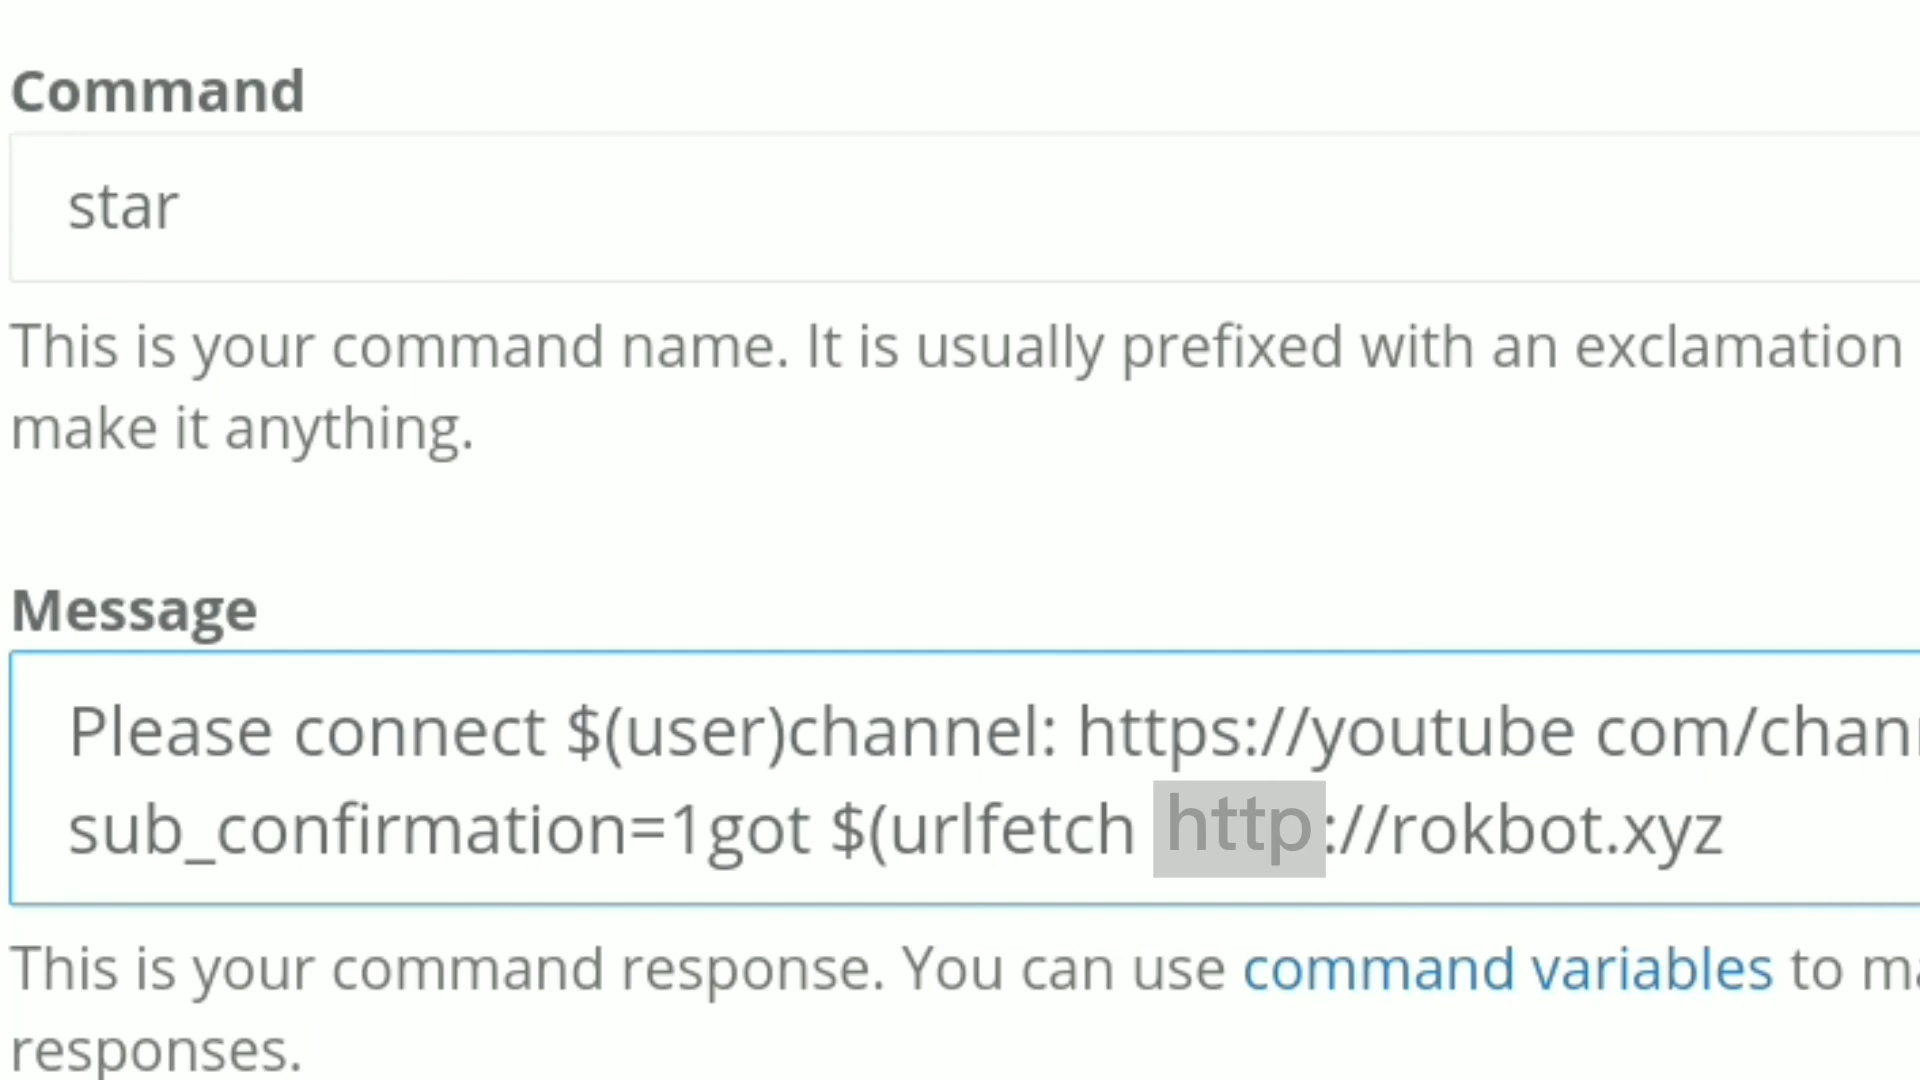 Command
star
This is your command name. It is usually prefixed with an exclamation
make it anything.
Message
Please connect $(user)channel: https://youtube com/chan
sub_confirmation=1got $(urlfetch http://rokbot.xyz
This is your command response. You can use command variables to
responses.